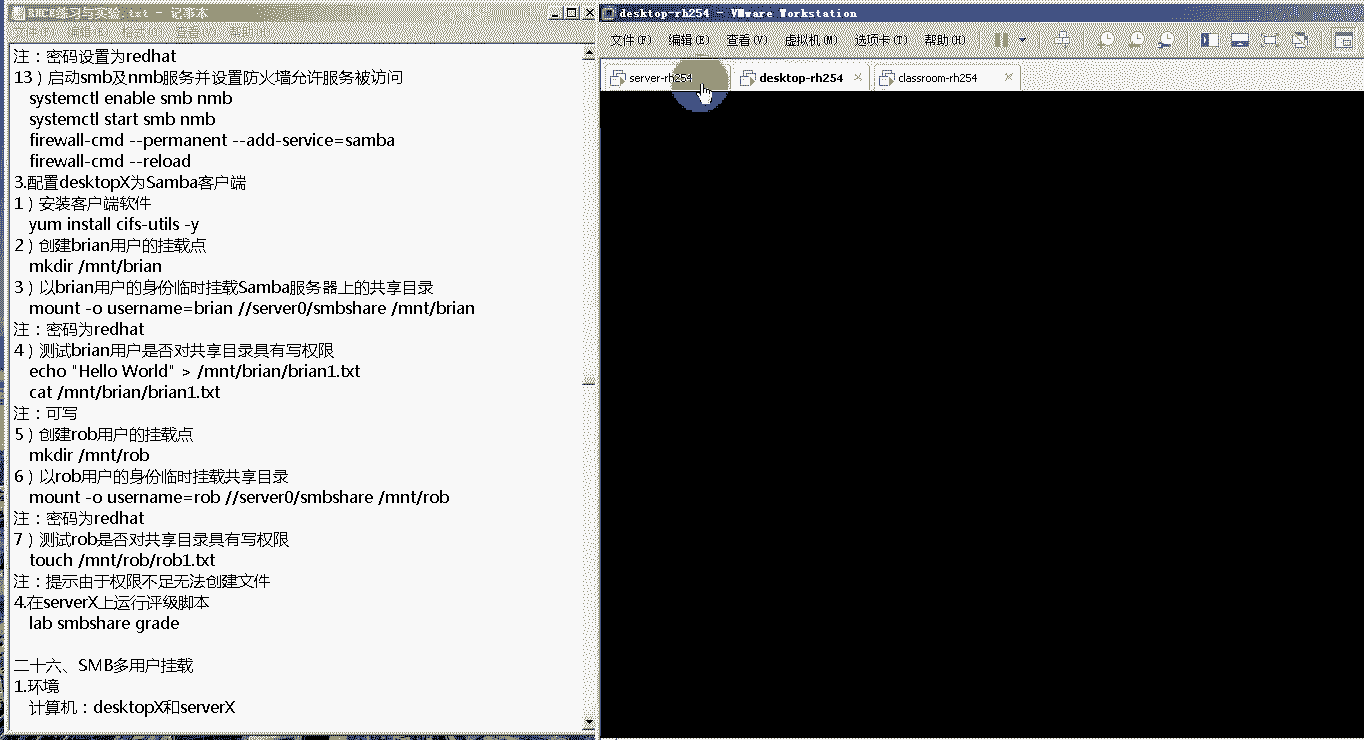 RHCE练习与实验.txt - 记事本
文件(F) 编辑(E) 格式(O) 查看(V) 帮助(H)
注：密码设置为redhat
13）启动smb及nmb服务并设置防火墙允许服务被访问
systemctl enable smb nmb
systemctl start smb nmb
firewall-cmd --permanent --add-service=samba
firewall-cmd --reload
3.配置desktopX为Samba客户端
1）安装客户端软件
yum install cifs-utils -y
2）创建brian用户的挂载点
mkdir /mnt/brian
3）以brian用户的身份临时挂载Samba服务器上的共享目录
mount -o username=brian //server0/smbshare /mnt/brian
注：密码为redhat
4）测试brian用户是否对共享目录具有写权限
echo "Hello World" > /mnt/brian/brian1.txt
cat /mnt/brian/brian1.txt
注：可写
5）创建rob用户的挂载点
mkdir /mnt/rob
6）以rob用户的身份临时挂载共享目录
mount -o username=rob //server0/smbshare /mnt/rob
注：密码为redhat
7）测试rob是否对共享目录具有写权限
touch /mnt/rob/rob1.txt
注：提示由于权限不足无法创建文件
4.在serverX上运行评级脚本
lab smbshare grade
二十六、SMB多用户挂载
1.环境
计算机：desktopX和serverX
desktop-rh254 - VMware Workstation
文件(F) 编辑(E) 查看(V) 虚拟机(M) 选项卡(T) 帮助(H)
server-rh254 desktop-rh254 classroom-rh254